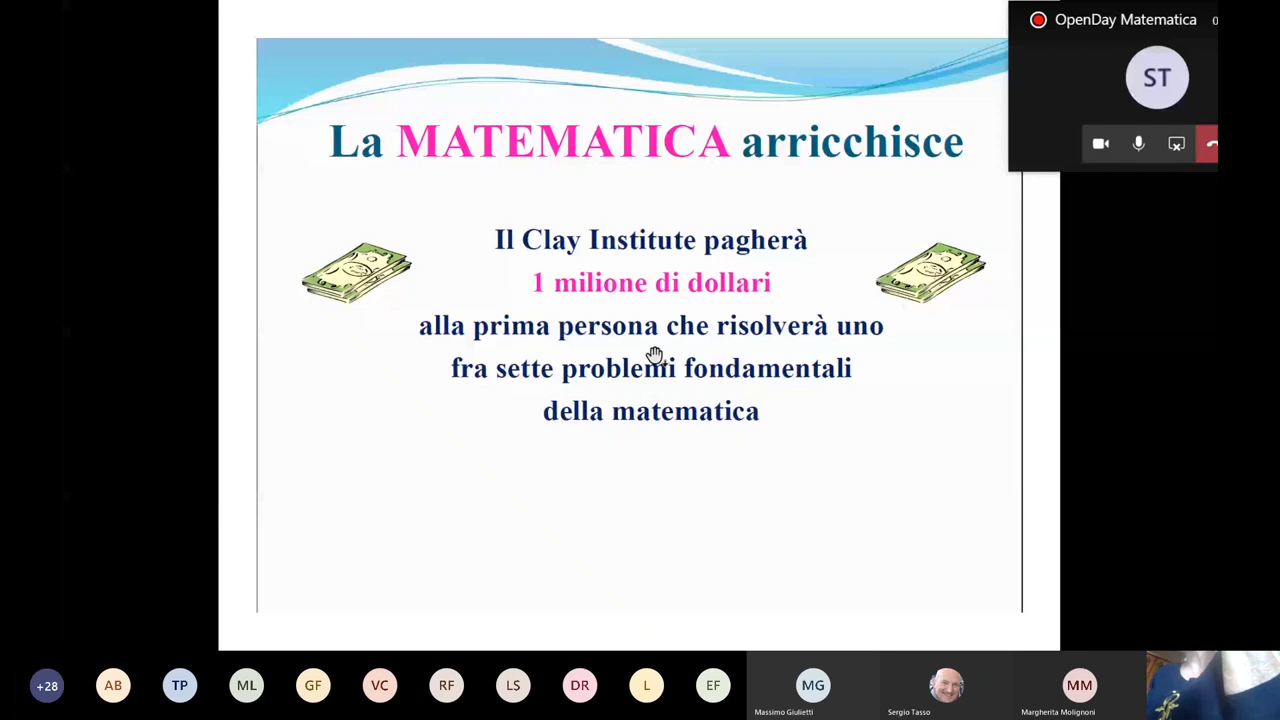 OpenDay Matematica
ST
La MATEMATICA arricchisce
Il Clay Institute pagherà
1 milione di dollari
alla prima persona che risolverà uno
fra sette problemi fondamentali
della matematica
+28 AB TP ML GF VC RF LS DR L EF MG MM
Massimo Giulietti Sergio Tasso Margherita Molignoni